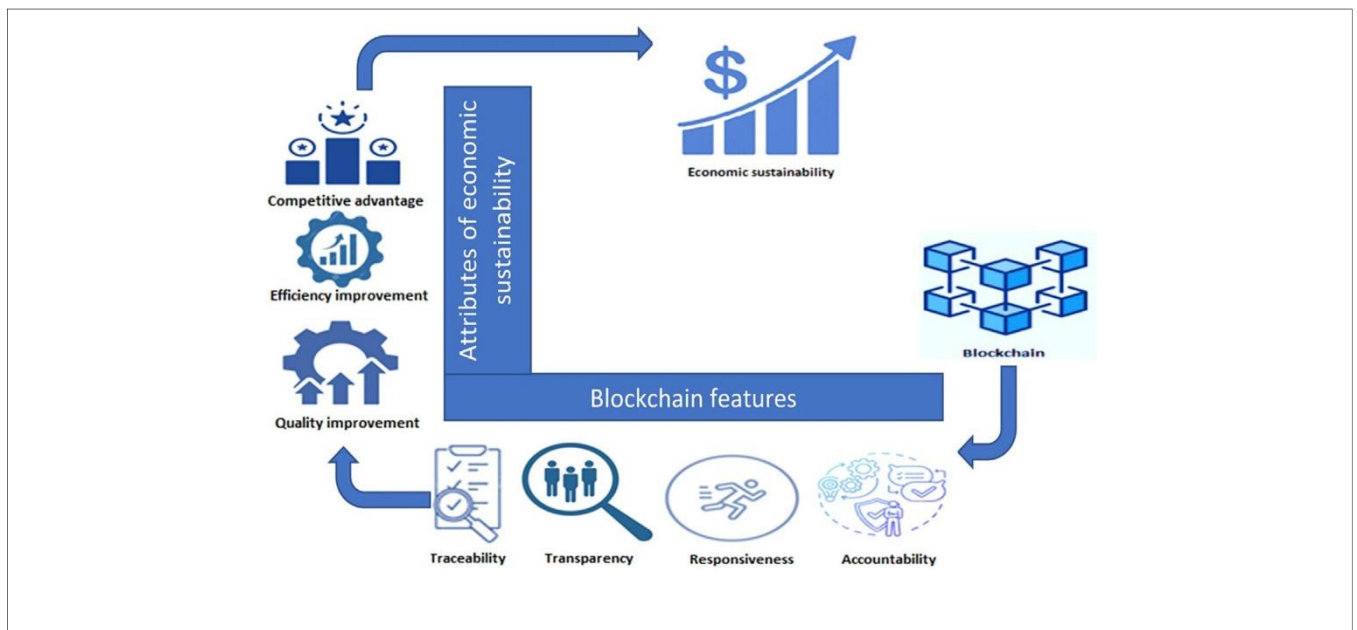 Attributes of economic
sustainability
Economic sustainability
Competitive advantage
Efficiency improvement
Quality improvement
Blockchain
Blockchain features
Traceability
Transparency
Responsiveness
Accountability